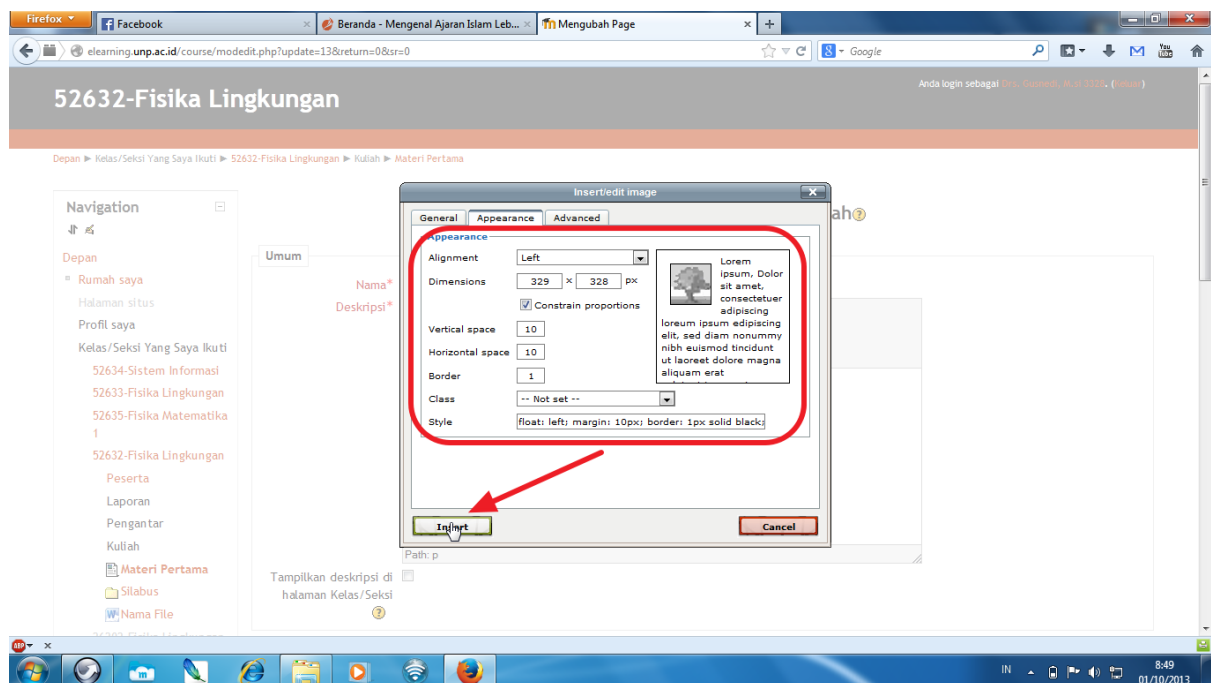 Firefox
Facebook
Beranda - Mengenal Ajaran Islam Leb...
Mengubah Page
elearning.unp.ac.id/course/modedit.php?update=13&return=0&sr=0
Google
You
Tube
52632-Fisika Lingkungan
Anda login sebagai
Depan ► Kelas/Seksi Yang Saya Ikuti ► 52632-Fisika Lingkungan ► Kuliah ► Materi Pertama
Navigation
Depan
Rumah saya
Halaman situs
Profil saya
Kelas/Seksi Yang Saya Ikuti
52634-Sistem Informasi
52633-Fisika Lingkungan
52635-Fisika Matematika
1
52632-Fisika Lingkungan
Peserta
Laporan
Pengantar
Kuliah
Materi Pertama
Silabus
Nama File
Umum
Nama*
Deskripsi*
Tampilkan deskripsi di
halaman Kelas/Seksi
ah
Insert/edit image
General Appearance Advanced
Appearance
Alignment Left
Dimensions 329 × 328 px
Constrain proportions
Vertical space 10
Horizontal space 10
Border 1
Class -- Not set --
Style float: left; margin: 10px; border: 1px solid black;
Lorem
ipsum, Dolor
sit amet,
consectetuer
adipiscing
loreum ipsum edipiscing
elit, sed diam nonummy
nibh euismod tincidunt
ut laoreet dolore magna
aliquam erat
Insert
Cancel
Path: p
ABP
IN
8:49
01/10/2013